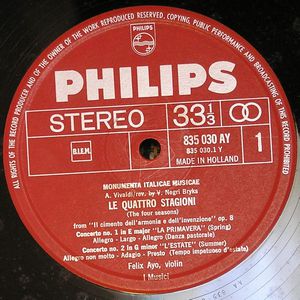 ALL RIGHTS OF THE RECORD PRODUCER AND OF THE OWNER OF THE WORK REPRODUCED RESERVED. COPYING, PUBLIC PERFORMANCE AND BROADCASTING OF THIS RECORD PROHIBITED
PHILIPS
PHILIPS
STEREO
33 1/3
B.I.E.M.
835 030 AY
835 030.1 Y
MADE IN HOLLAND
1
MONUMENTA ITALICAE MUSICAE
A. Vivaldi/rev. by V. Negri Bryks
LE QUATTRO STAGIONI
(The four seasons)
from "Il cimento dell'armonia e dell'invenzione" op. 8
Concerto no. 1 in E major "LA PRIMAVERA" (Spring)
Allegro - Largo - Allegro (Danza pastorale)
Concerto no. 2 in G minor "L'ESTATE" (Summer)
Allegro non molto - Adagio - Presto (Tempo impetuoso d'estate)
Felix Ayo, violin
I Musici